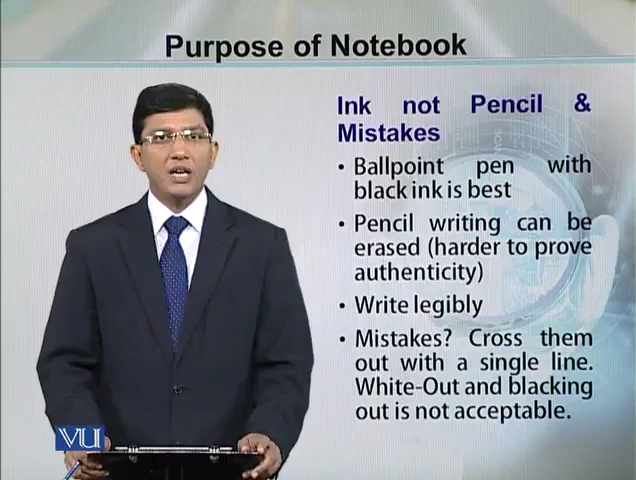 Purpose of Notebook
Ink not Pencil &
Mistakes
• Ballpoint pen with
black ink is best
• Pencil writing can be
erased (harder to prove
authenticity)
• Write legibly
• Mistakes? Cross them
out with a single line.
White-Out and blacking
out is not acceptable.
VU